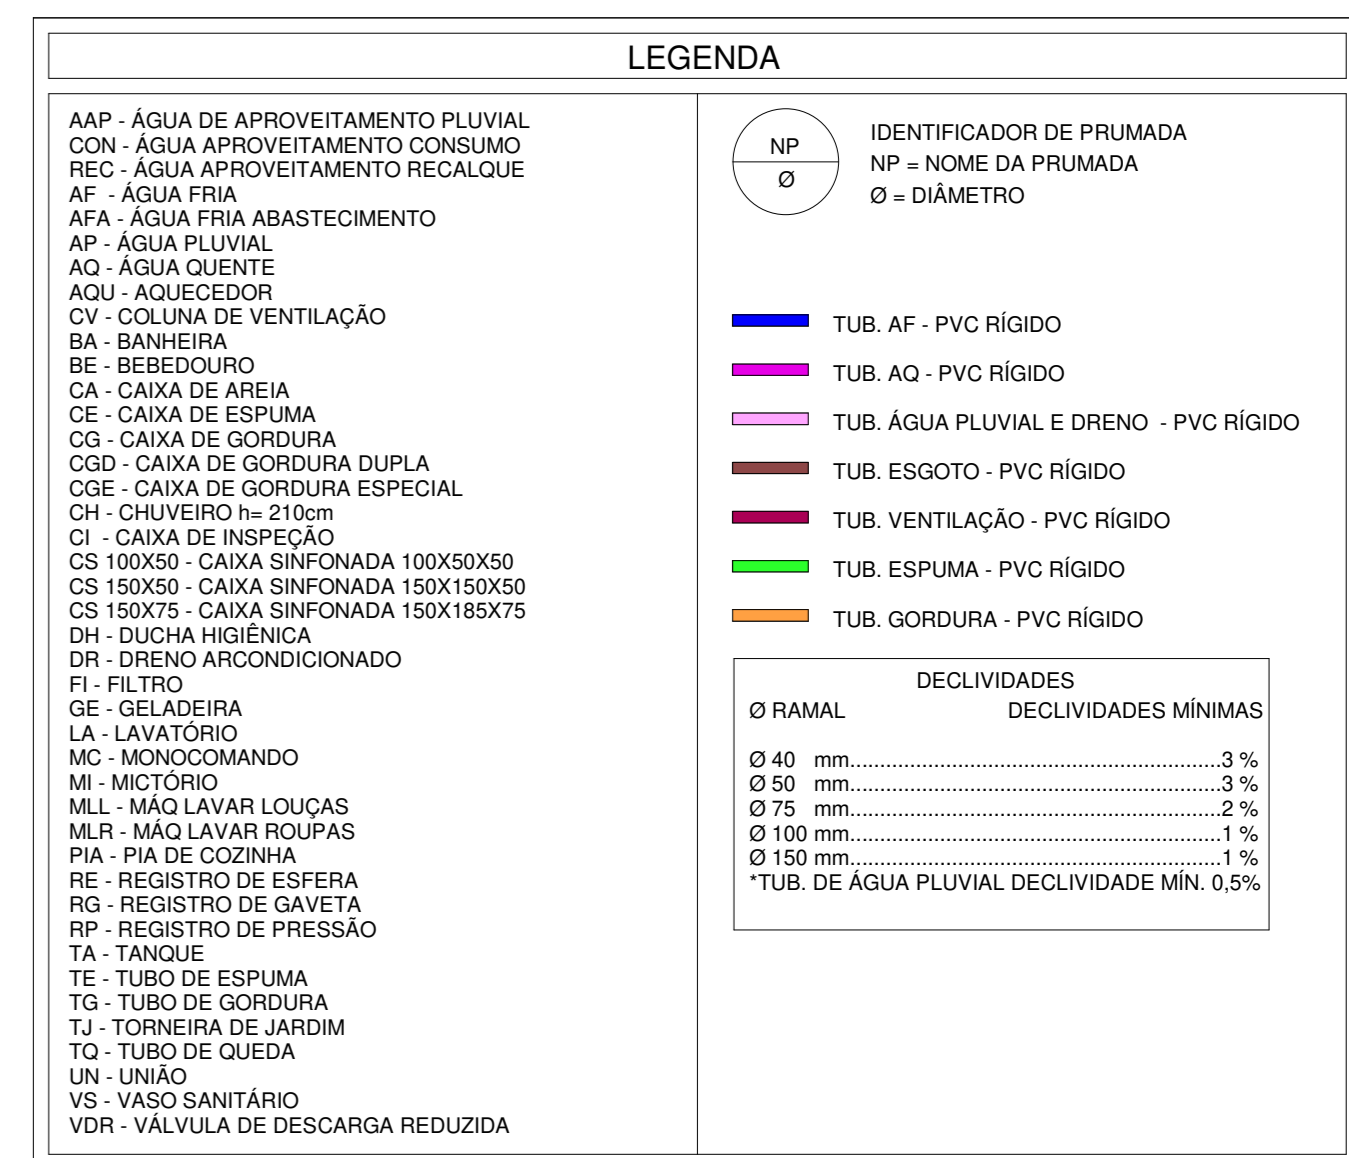 LEGENDA
AAP - ÁGUA DE APROVEITAMENTO PLUVIAL
CON - ÁGUA APROVEITAMENTO CONSUMO
REC - ÁGUA APROVEITAMENTO RECALQUE
AF - ÁGUA FRIA
AFA - ÁGUA FRIA ABASTECIMENTO
AP - ÁGUA PLUVIAL
AQ - ÁGUA QUENTE
AQU - AQUECEDOR
CV - COLUNA DE VENTILAÇÃO
BA - BANHEIRA
BE - BEBEDOURO
CA - CAIXA DE AREIA
CE - CAIXA DE ESPUMA
CG - CAIXA DE GORDURA
CGD - CAIXA DE GORDURA DUPLA
CGE - CAIXA DE GORDURA ESPECIAL
CH - CHUVEIRO h= 210cm
CI - CAIXA DE INSPEÇÃO
CS 100X50 - CAIXA SINFONADA 100X50X50
CS 150X50 - CAIXA SINFONADA 150X150X50
CS 150X75 - CAIXA SINFONADA 150X185X75
DH - DUCHA HIGIÊNICA
DR - DRENO ARCONDICIONADO
FI - FILTRO
GE - GELADEIRA
LA - LAVATÓRIO
MC - MONOCOMANDO
MI - MICTÓRIO
MLL - MÁQ LAVAR LOUÇAS
MLR - MÁQ LAVAR ROUPAS
PIA - PIA DE COZINHA
RE - REGISTRO DE ESFERA
RG - REGISTRO DE GAVETA
RP - REGISTRO DE PRESSÃO
TA - TANQUE
TE - TUBO DE ESPUMA
TG - TUBO DE GORDURA
TJ - TORNEIRA DE JARDIM
TQ - TUBO DE QUEDA
UN - UNIÃO
VS - VASO SANITÁRIO
VDR - VÁLVULA DE DESCARGA REDUZIDA
NP
Ø
IDENTIFICADOR DE PRUMADA
NP = NOME DA PRUMADA
Ø = DIÂMETRO
TUB. AF - PVC RÍGIDO
TUB. AQ - PVC RÍGIDO
TUB. ÁGUA PLUVIAL E DRENO - PVC RÍGIDO
TUB. ESGOTO - PVC RÍGIDO
TUB. VENTILAÇÃO - PVC RÍGIDO
TUB. ESPUMA - PVC RÍGIDO
TUB. GORDURA - PVC RÍGIDO
DECLIVIDADES
Ø RAMAL DECLIVIDADES MÍNIMAS
Ø 40 mm..............................................................................3 %
Ø 50 mm..............................................................................3 %
Ø 75 mm..............................................................................2 %
Ø 100 mm..............................................................................1 %
Ø 150 mm..............................................................................1 %
*TUB. DE ÁGUA PLUVIAL DECLIVIDADE MÍN. 0,5%